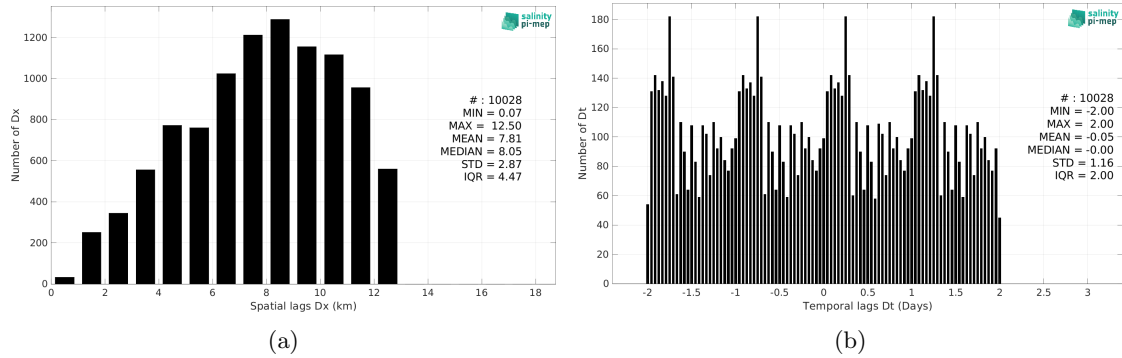 salinity
pi-mep
1200
1000
800
600
400
200
0
Number of Dx
# : 10028
MIN = 0.07
MAX = 12.50
MEAN = 7.81
MEDIAN = 8.05
STD = 2.87
IQR = 4.47
0 2 4 6 8 10 12 14 16 18
Spatial lags Dx (km)
(a)
salinity
pi-mep
180
160
140
120
100
80
60
40
20
0
Number of Dt
# : 10028
MIN = -2.00
MAX = 2.00
MEAN = -0.05
MEDIAN = -0.00
STD = 1.16
IQR = 2.00
-2 -1.5 -1 -0.5 0 0.5 1 1.5 2 2.5 3
Temporal lags Dt (Days)
(b)